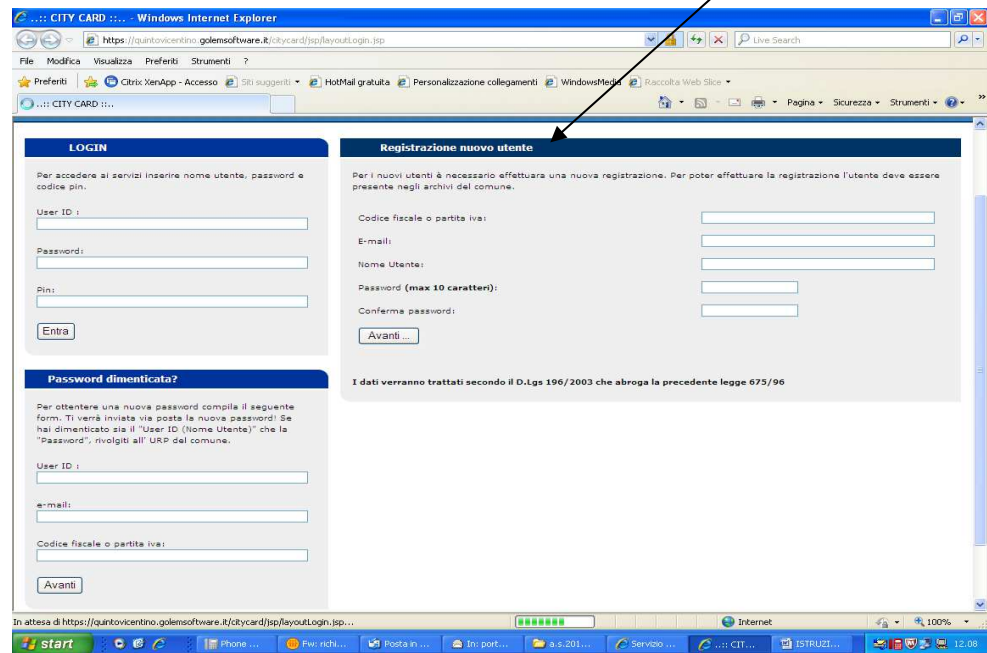 ..:: CITY CARD ::.. - Windows Internet Explorer
https://quintovicentino.golemsoftware.it/citycard/jsp/layoutLogin.jsp
Live Search
File Modifica Visualizza Preferiti Strumenti ?
Preferiti Citrix XenApp - Accesso Siti suggeriti HotMail gratuita Personalizzazione collegamenti WindowsMedia Raccolta Web Slice
..:: CITY CARD ::..
Pagina Sicurezza Strumenti »
LOGIN
Per accedere ai servizi inserire nome utente, password e
codice pin.
User ID :
Password:
Pin:
Entra
Password dimenticata?
Per ottentere una nuova password compila il seguente
form. Ti verrà inviata via posta la nuova password! Se
hai dimenticato sia il "User ID (Nome Utente)" che la
"Password", rivolgiti all' URP del comune.
User ID :
e-mail:
Codice fiscale o partita iva:
Avanti
Registrazione nuovo utente
Per i nuovi utenti è necessario effettuara una nuova registrazione. Per poter effettuare la registrazione l'utente deve essere
presente negli archivi del comune.
Codice fiscale o partita iva:
E-mail:
Nome Utente:
Password (max 10 caratteri):
Conferma password:
Avanti ...
I dati verranno trattati secondo il D.Lgs 196/2003 che abroga la precedente legge 675/96
In attesa di https://quintovicentino.golemsoftware.it/citycard/jsp/layoutLogin.jsp...
Internet
100%
start
Phone ...
Fw: richi...
Posta in ...
In: port...
a.s.201...
Servizio ...
..:: CIT...
ISTRUZI...
12.08